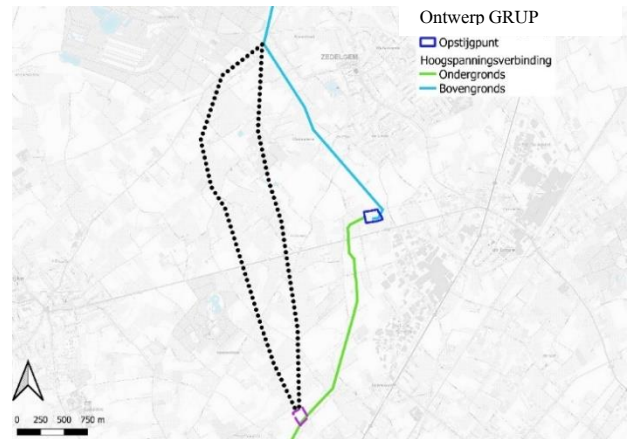 Ontwerp GRUP
Opstijgpunt
Hoogspanningsverbinding
Ondergronds
Bovengronds
ZEDELGEM
0 250 500 750 m